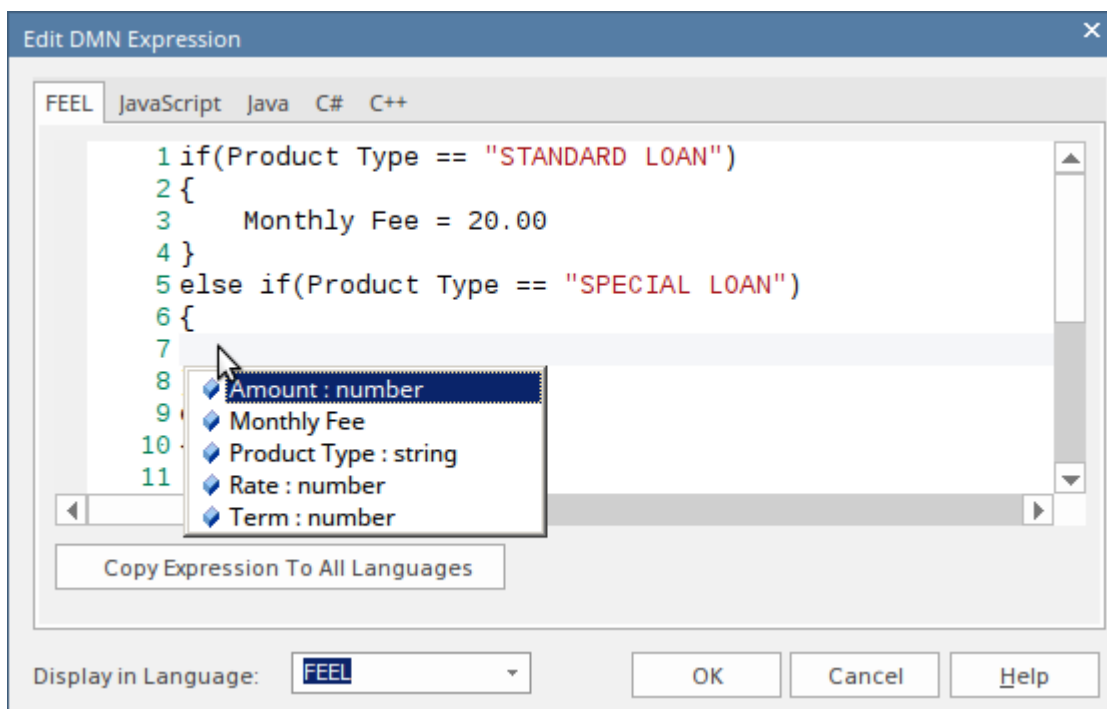 Edit DMN Expression
FEEL JavaScript Java C# C++
1 if(Product Type == "STANDARD LOAN")
2 {
3 Monthly Fee = 20.00
4 }
5 else if(Product Type == "SPECIAL LOAN")
6 {
7
8
9
10
11
Amount : number
Monthly Fee
Product Type : string
Rate : number
Term : number
Copy Expression To All Languages
Display in Language: FEEL OK Cancel Help